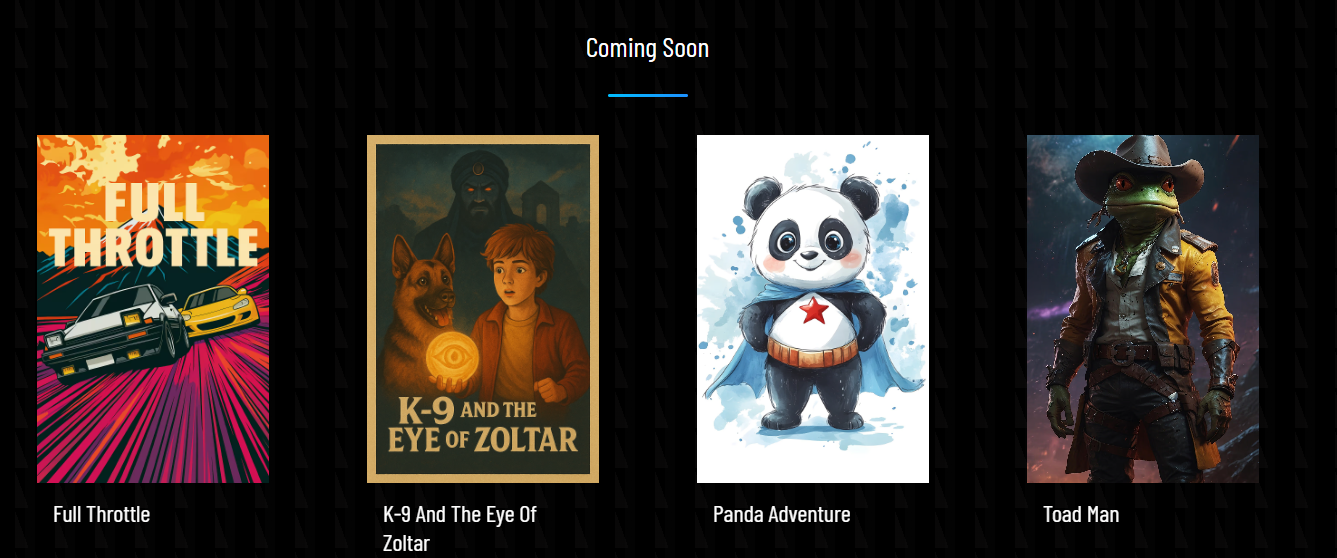 Coming Soon
FULL
THROTTLE
K-9 AND THE
EYE OF ZOLTAR
Full Throttle
K-9 And The Eye Of
Zoltar
Panda Adventure
Toad Man